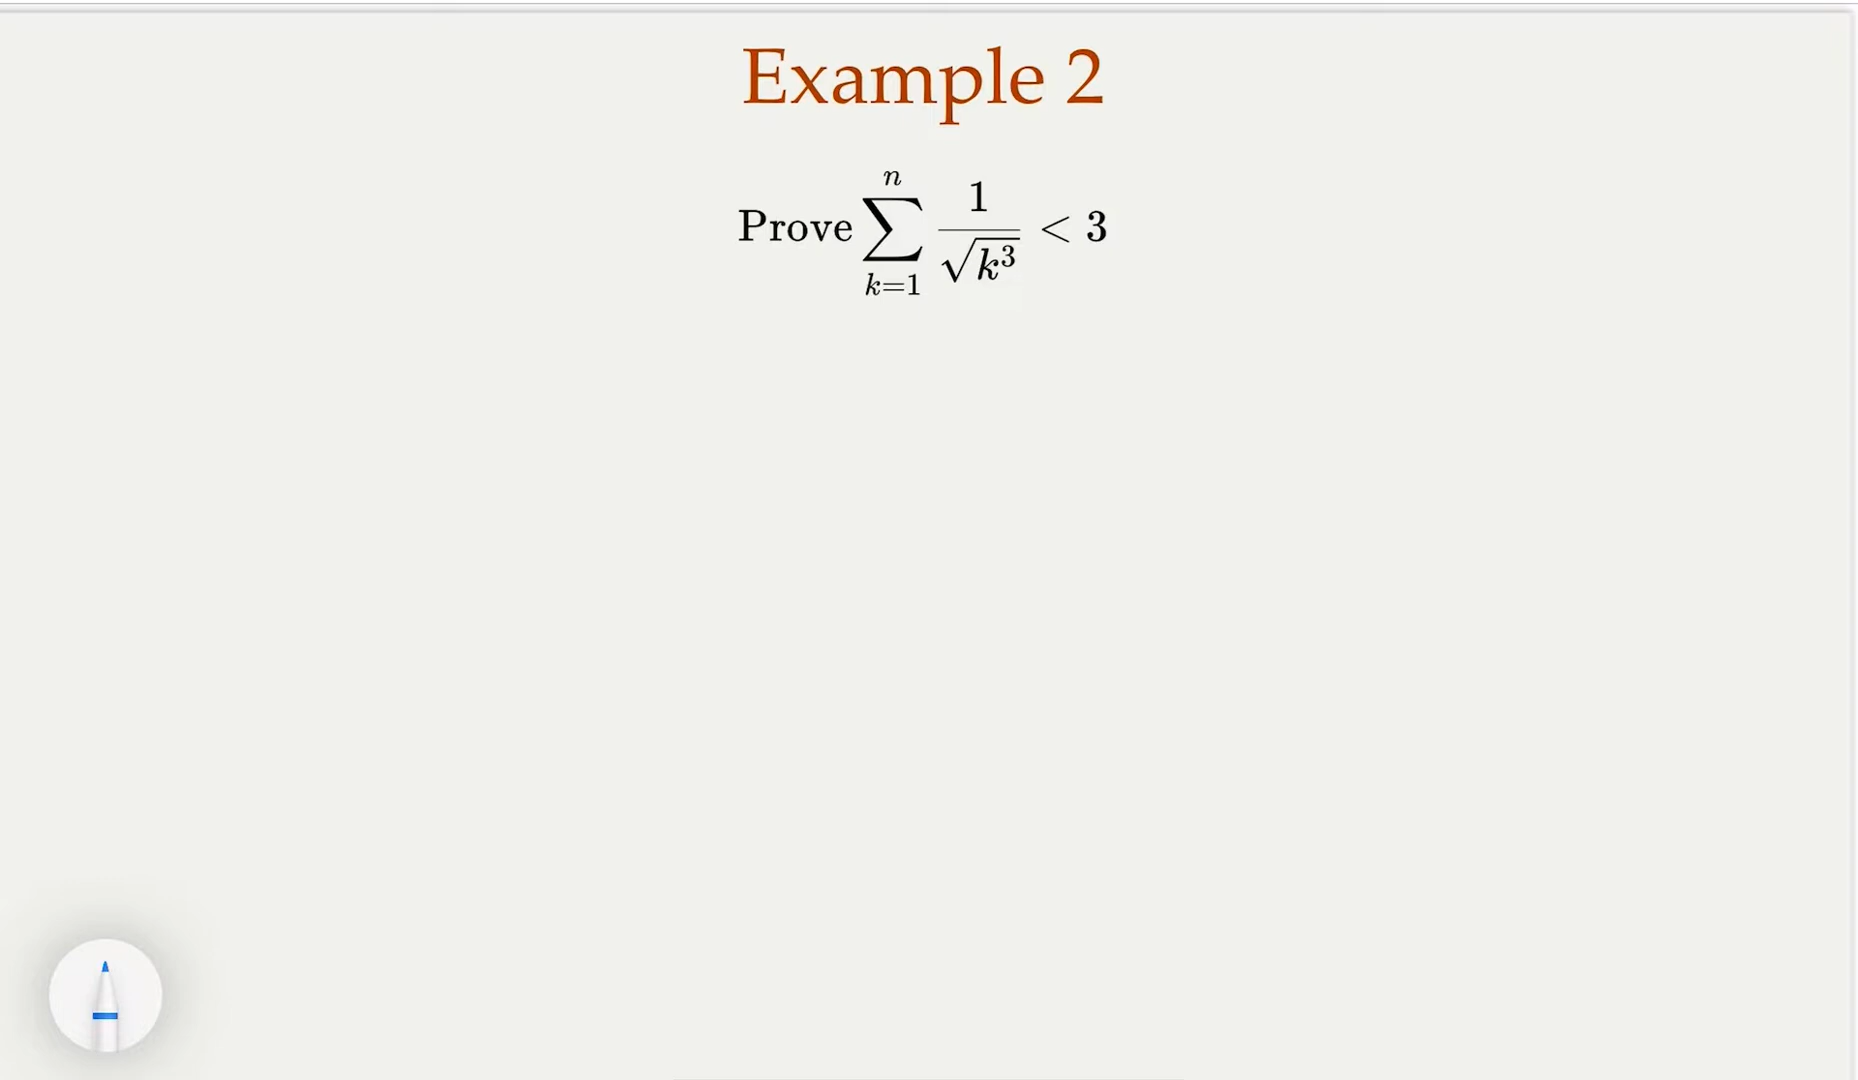 Example 2
Prove $\sum_{k=1}^{n} \frac{1}{\sqrt{k^3}} < 3$